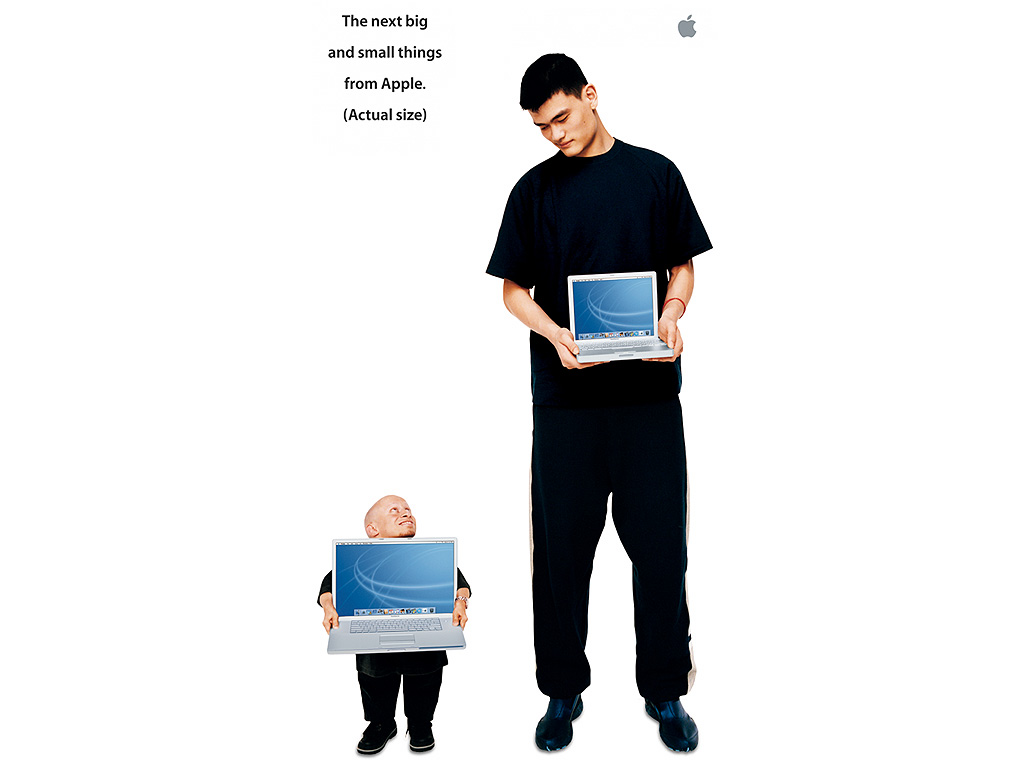 The next big
and small things
from Apple.
(Actual size)